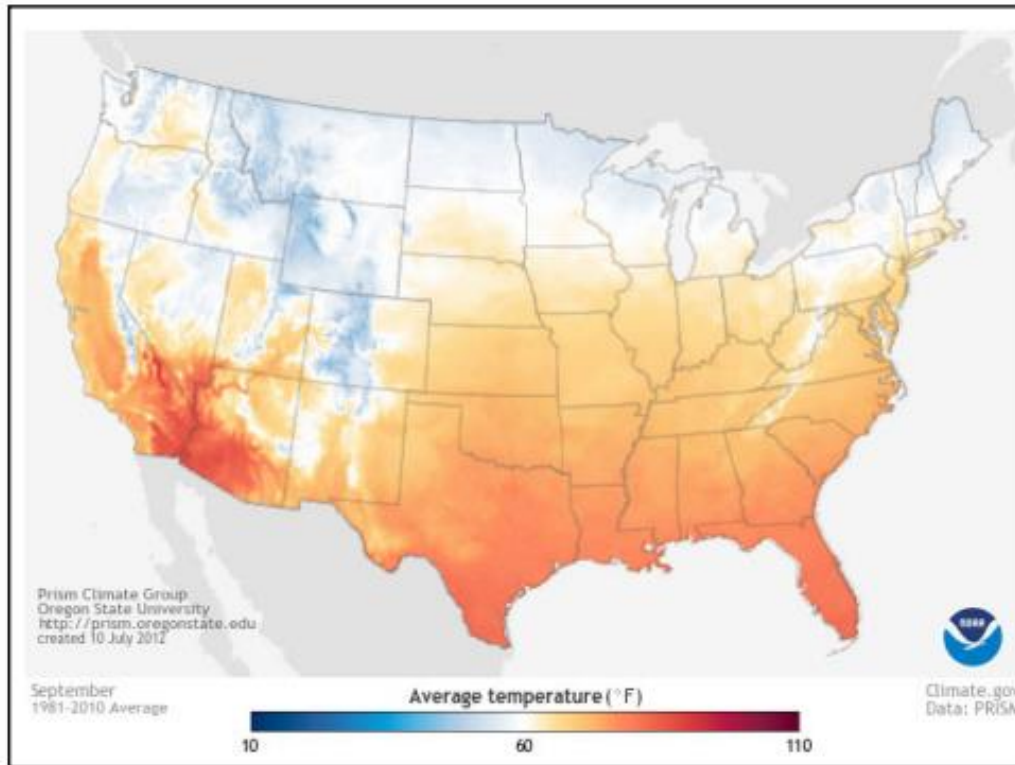 Prism Climate Group
Oregon State University
http://prism.oregonstate.edu
created 10 July 2012
NOAA
September
1981-2010 Average
Average temperature (°F)
10
60
110
Climate.gov
Data: PRISM